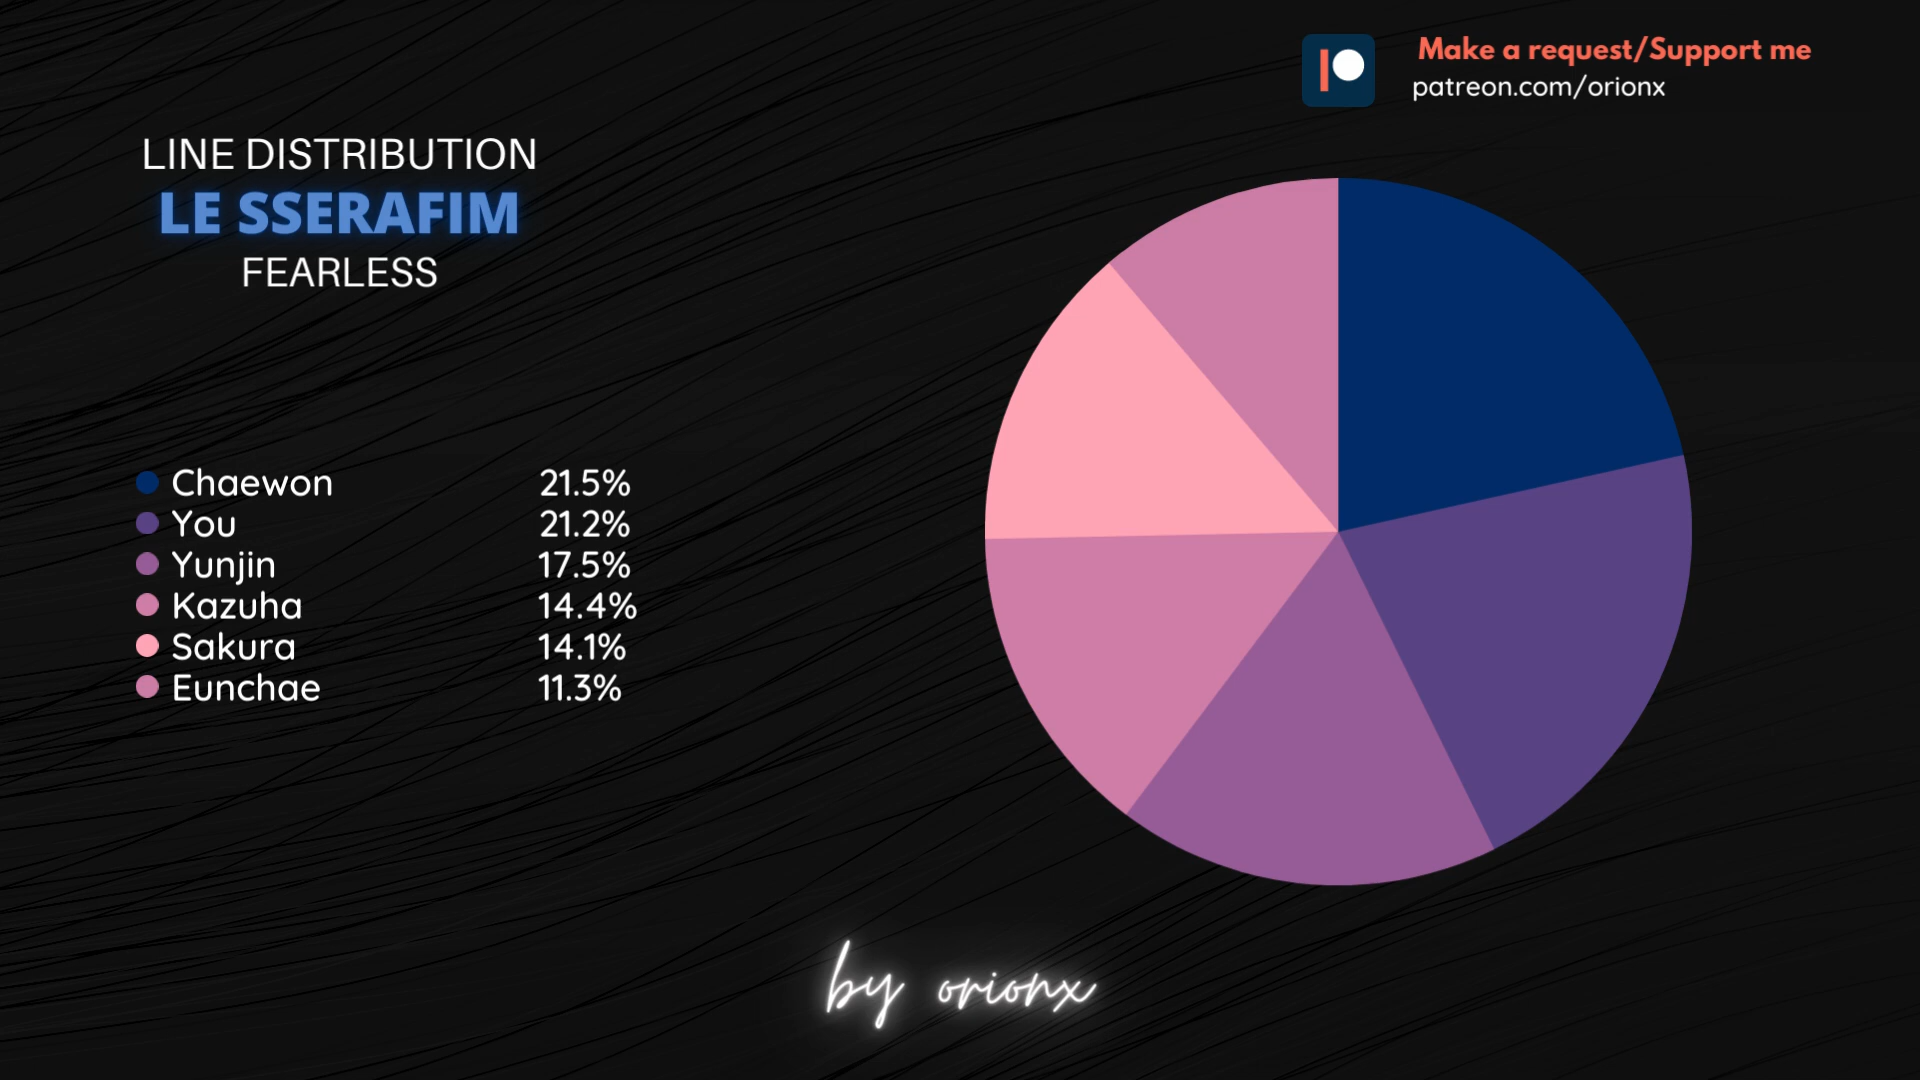 Make a request/Support me
patreon.com/orionx
LINE DISTRIBUTION
LE SSERAFIM
FEARLESS
Chaewon 21.5%
You 21.2%
Yunjin 17.5%
Kazuha 14.4%
Sakura 14.1%
Eunchae 11.3%
by orionx